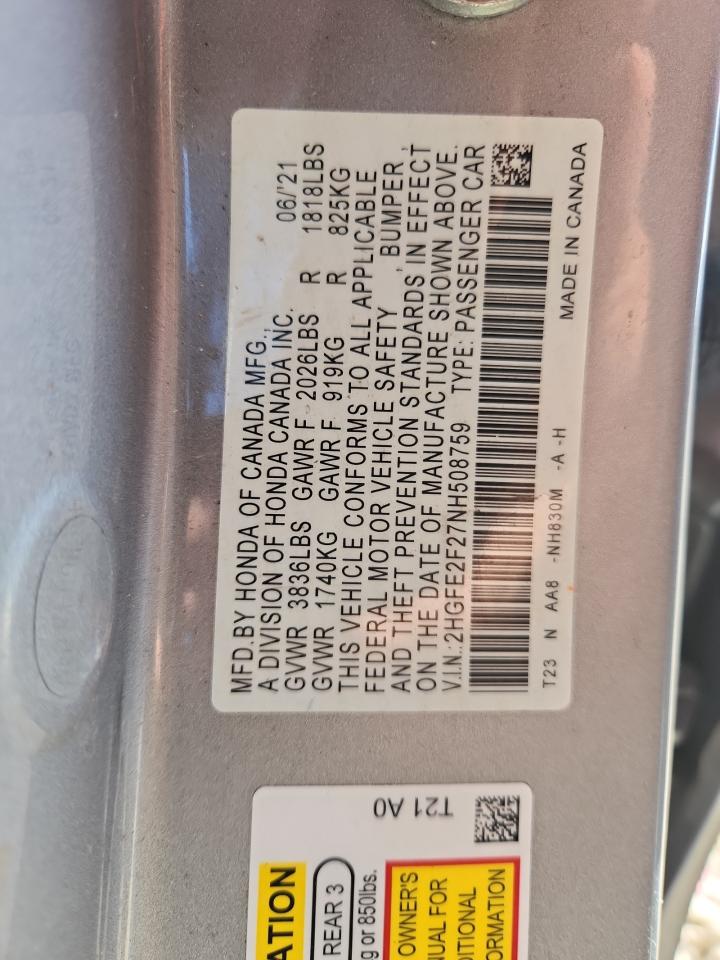 MFD.BY HONDA OF CANADA MFG.,
A DIVISION OF HONDA CANADA INC. 06/'21
GVWR 3836LBS GAWR F 2026LBS R 1818LBS
GVWR 1740KG GAWR F 919KG R 825KG
THIS VEHICLE CONFORMS TO ALL APPLICABLE
FEDERAL MOTOR VEHICLE SAFETY, BUMPER,
AND THEFT PREVENTION STANDARDS IN EFFECT
ON THE DATE OF MANUFACTURE SHOWN ABOVE.
V.I.N.:2HGFE2F27NH508759 TYPE: PASSENGER CAR
T23 N AA8 -NH830M -A -H
MADE IN CANADA
T21 A0
ATION
REAR 3
g or 850lbs.
OWNER'S
UAL FOR
DITIONAL
ORMATION